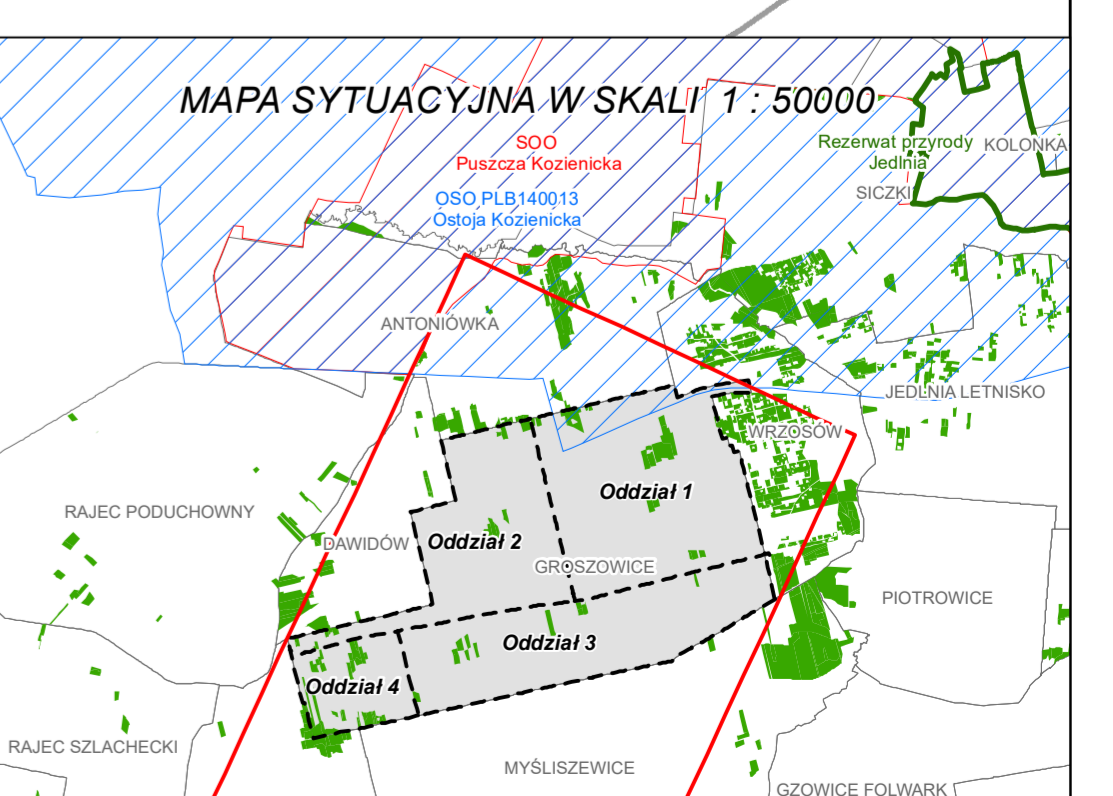 MAPA SYTUACYJNA W SKALI 1 : 50000
SOO
Puszcza Kozienicka
Rezerwat przyrody
Jedlnia
KOLONKA
SICZKI
OSO PLB140013
Ostoja Kozienicka
ANTONIÓWKA
JEDLNIA LETNISKO
WRZOSÓW
Oddział 1
RAJEC PODUCHOWNY
DAWIDÓW
Oddział 2
GROSZOWICE
PIOTROWICE
Oddział 3
Oddział 4
RAJEC SZLACHECKI
MYŚLISZEWICE
GZOWICE FOLWARK